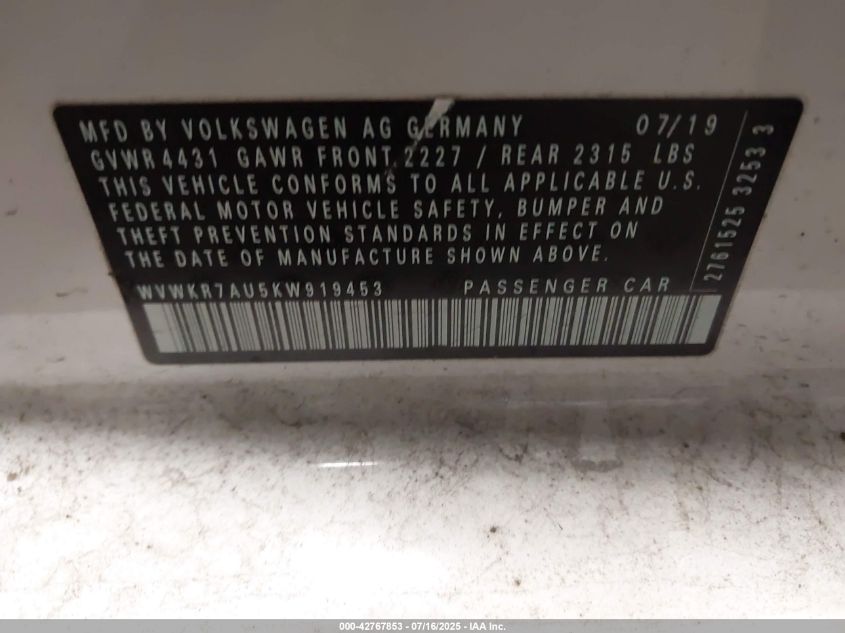 MFD BY VOLKSWAGEN AG GERMANY 07/19
GVWR4431 GAWR FRONT 2227 / REAR 2315 LBS
THIS VEHICLE CONFORMS TO ALL APPLICABLE U.S.
FEDERAL MOTOR VEHICLE SAFETY, BUMPER AND
THEFT PREVENTION STANDARDS IN EFFECT ON
THE DATE OF MANUFACTURE SHOWN ABOVE.
WVWKR7AU5KW919453 PASSENGER CAR
2761525 3253 3
000-42767853 - 07/16/2025 - IAA Inc.